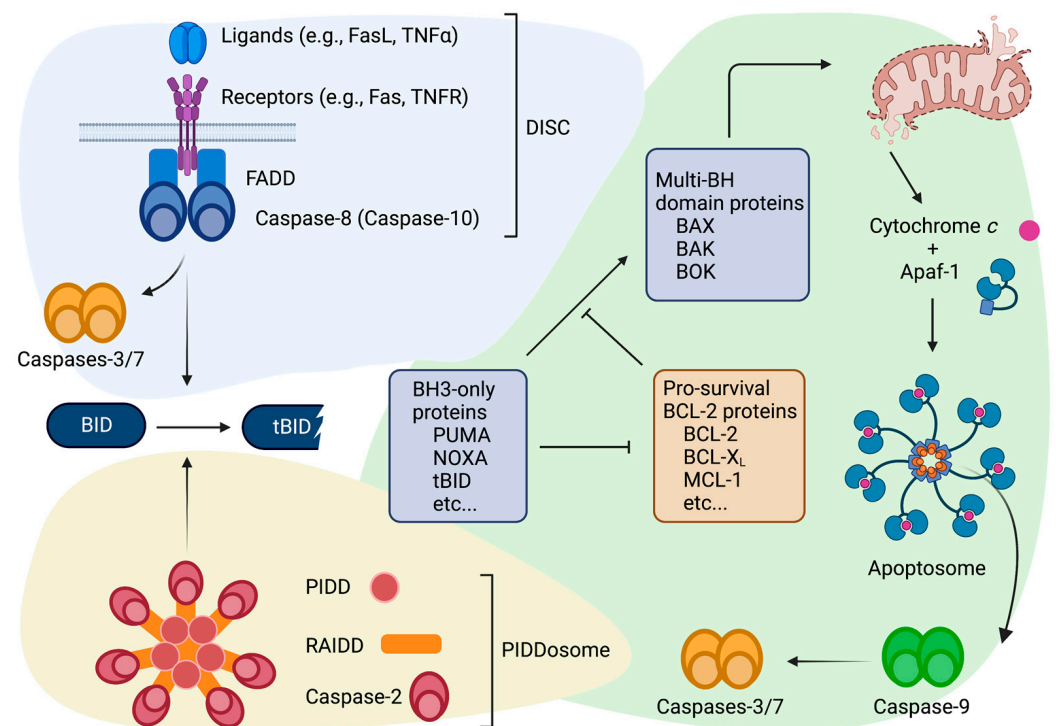 Ligands (e.g., FasL, TNFα)
Receptors (e.g., Fas, TNFR)
DISC
FADD
Caspase-8 (Caspase-10)
Caspases-3/7
BID
tBID
PIDD
RAIDD
Caspase-2
PIDDosome
BH3-only
proteins
PUMA
NOXA
tBID
etc...
Multi-BH
domain proteins
BAX
BAK
BOK
Pro-survival
BCL-2 proteins
BCL-2
BCL-XL
MCL-1
etc...
Cytochrome c
+
Apaf-1
Apoptosome
Caspases-3/7
Caspase-9